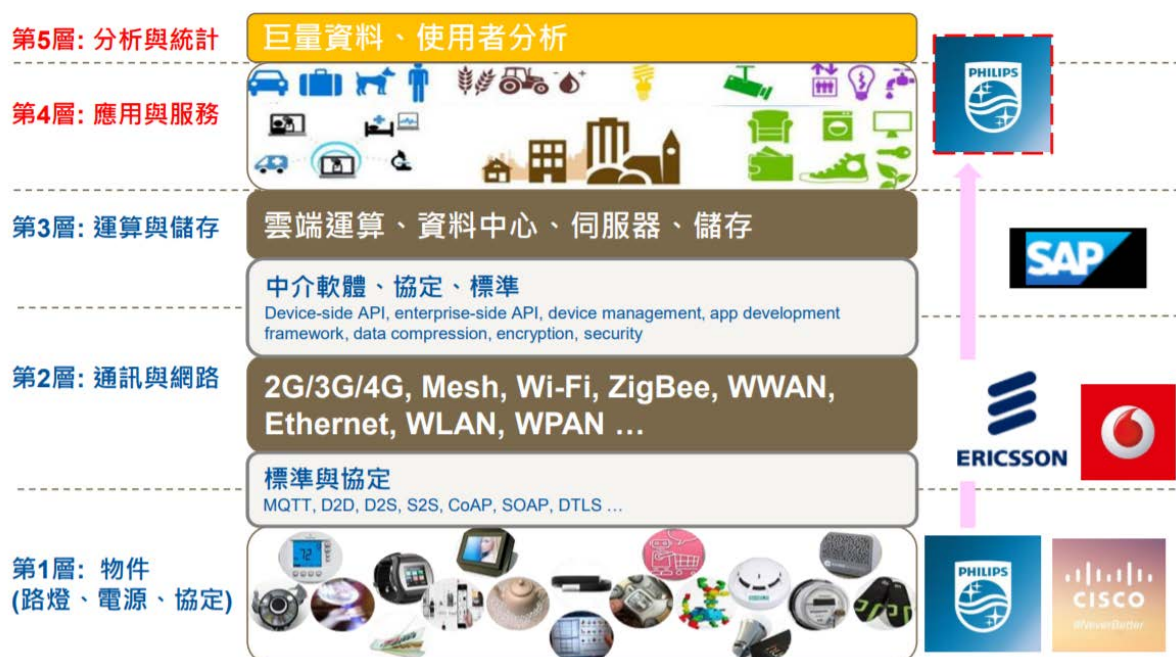 第5層: 分析與統計
巨量資料、使用者分析
PHILIPS
第4層: 應用與服務
第3層: 運算與儲存
雲端運算、資料中心、伺服器、儲存
SAP
中介軟體、協定、標準
Device-side API, enterprise-side API, device management, app development
framework, data compression, encryption, security
第2層: 通訊與網路
2G/3G/4G, Mesh, Wi-Fi, ZigBee, WWAN,
Ethernet, WLAN, WPAN ...
ERICSSON
標準與協定
MQTT, D2D, D2S, S2S, CoAP, SOAP, DTLS ...
第1層: 物件
(路燈、電源、協定)
72
PHILIPS
CISCO
#NeverBetter